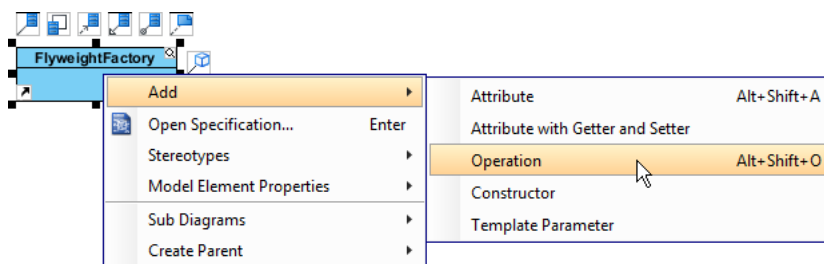 FlyweightFactory
Add
Open Specification... Enter
Stereotypes
Model Element Properties
Sub Diagrams
Create Parent
Attribute Alt+Shift+A
Attribute with Getter and Setter
Operation Alt+Shift+O
Constructor
Template Parameter